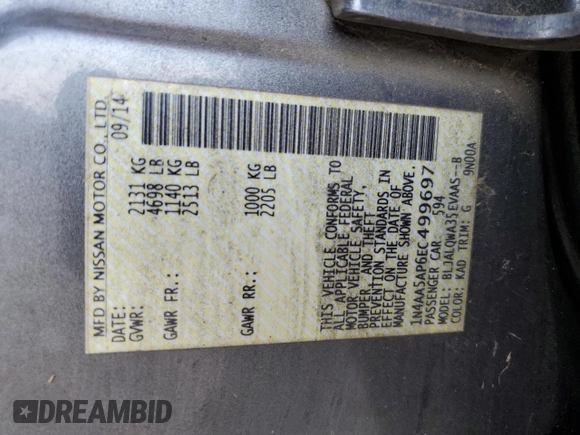 MFD BY NISSAN MOTOR CO., LTD.
DATE: 09/14
GVWR: 2131 KG
4698 LB
GAWR FR.: 1140 KG
2513 LB
GAWR RR.: 1000 KG
2205 LB
THIS VEHICLE CONFORMS TO
ALL APPLICABLE FEDERAL
MOTOR VEHICLE SAFETY,
BUMPER, AND THEFT
PREVENTION STANDARDS IN
EFFECT ON THE DATE OF
MANUFACTURE SHOWN ABOVE.
1N4AA5AP6EC499697
PASSENGER CAR 594
MODEL: BLJALQWA35EVAAS--B
COLOR: KAD TRIM: G 9N00A
DREAMBID